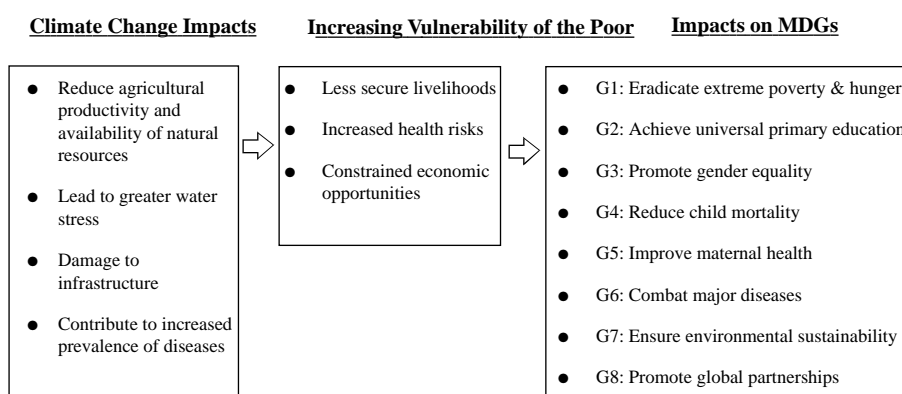 Climate Change Impacts
Increasing Vulnerability of the Poor
Impacts on MDGs
● Reduce agricultural
productivity and
availability of natural
resources
● Lead to greater water
stress
● Damage to
infrastructure
● Contribute to increased
prevalence of diseases
● Less secure livelihoods
● Increased health risks
● Constrained economic
opportunities
● G1: Eradicate extreme poverty & hunger
● G2: Achieve universal primary education
● G3: Promote gender equality
● G4: Reduce child mortality
● G5: Improve maternal health
● G6: Combat major diseases
● G7: Ensure environmental sustainability
● G8: Promote global partnerships